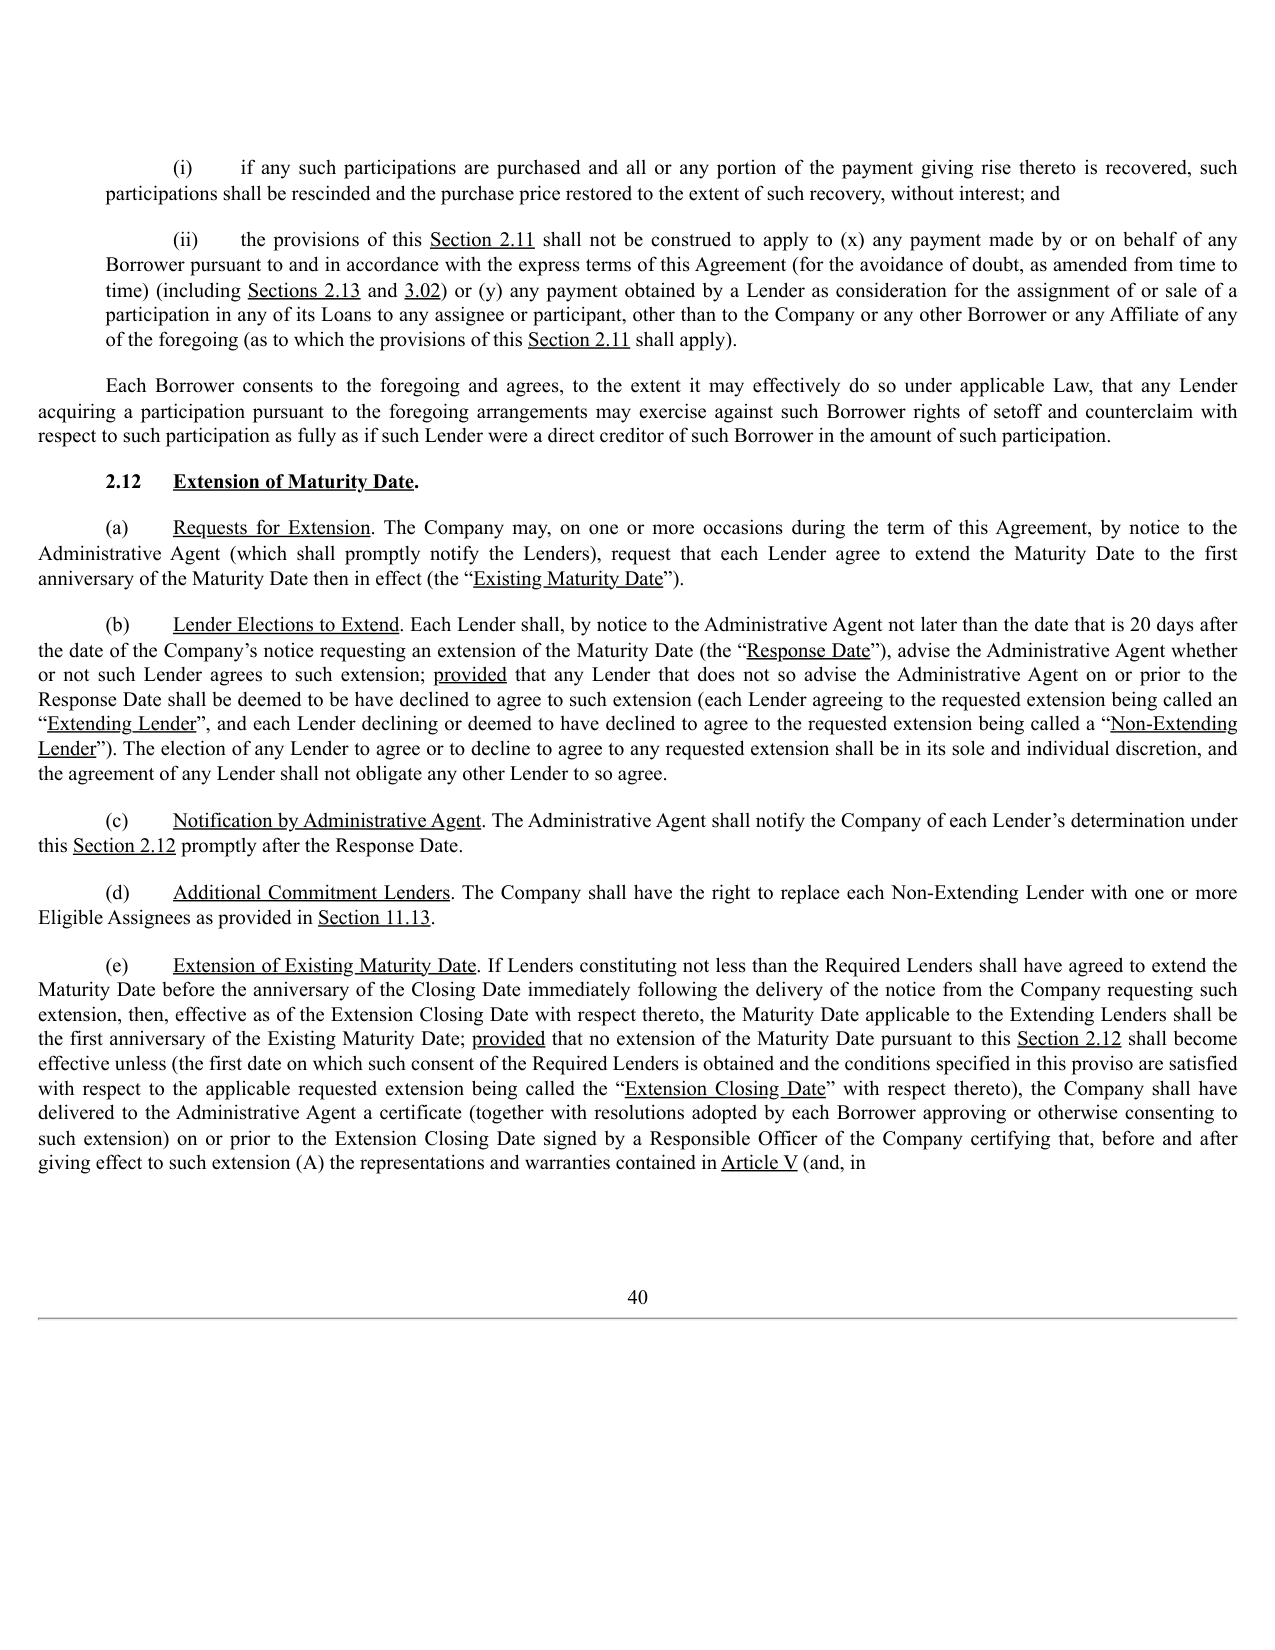 (i) if any such participations are purchased and all or any portion of the payment giving rise thereto is recovered, such
participations shall be rescinded and the purchase price restored to the extent of such recovery, without interest; and
(ii) the provisions of this Section 2.11 shall not be construed to apply to (x) any payment made by or on behalf of any
Borrower pursuant to and in accordance with the express terms of this Agreement (for the avoidance of doubt, as amended from time to
time) (including Sections 2.13 and 3.02) or (y) any payment obtained by a Lender as consideration for the assignment of or sale of a
participation in any of its Loans to any assignee or participant, other than to the Company or any other Borrower or any Affiliate of any
of the foregoing (as to which the provisions of this Section 2.11 shall apply).
Each Borrower consents to the foregoing and agrees, to the extent it may effectively do so under applicable Law, that any Lender
acquiring a participation pursuant to the foregoing arrangements may exercise against such Borrower rights of setoff and counterclaim with
respect to such participation as fully as if such Lender were a direct creditor of such Borrower in the amount of such participation.
2.12 Extension of Maturity Date.
(a) Requests for Extension. The Company may, on one or more occasions during the term of this Agreement, by notice to the
Administrative Agent (which shall promptly notify the Lenders), request that each Lender agree to extend the Maturity Date to the first
anniversary of the Maturity Date then in effect (the “Existing Maturity Date”).
(b) Lender Elections to Extend. Each Lender shall, by notice to the Administrative Agent not later than the date that is 20 days after
the date of the Company’s notice requesting an extension of the Maturity Date (the “Response Date”), advise the Administrative Agent whether
or not such Lender agrees to such extension; provided that any Lender that does not so advise the Administrative Agent on or prior to the
Response Date shall be deemed to be have declined to agree to such extension (each Lender agreeing to the requested extension being called an
“Extending Lender”, and each Lender declining or deemed to have declined to agree to the requested extension being called a “Non-Extending
Lender”). The election of any Lender to agree or to decline to agree to any requested extension shall be in its sole and individual discretion, and
the agreement of any Lender shall not obligate any other Lender to so agree.
(c) Notification by Administrative Agent. The Administrative Agent shall notify the Company of each Lender’s determination under
this Section 2.12 promptly after the Response Date.
(d) Additional Commitment Lenders. The Company shall have the right to replace each Non-Extending Lender with one or more
Eligible Assignees as provided in Section 11.13.
(e) Extension of Existing Maturity Date. If Lenders constituting not less than the Required Lenders shall have agreed to extend the
Maturity Date before the anniversary of the Closing Date immediately following the delivery of the notice from the Company requesting such
extension, then, effective as of the Extension Closing Date with respect thereto, the Maturity Date applicable to the Extending Lenders shall be
the first anniversary of the Existing Maturity Date; provided that no extension of the Maturity Date pursuant to this Section 2.12 shall become
effective unless (the first date on which such consent of the Required Lenders is obtained and the conditions specified in this proviso are satisfied
with respect to the applicable requested extension being called the “Extension Closing Date” with respect thereto), the Company shall have
delivered to the Administrative Agent a certificate (together with resolutions adopted by each Borrower approving or otherwise consenting to
such extension) on or prior to the Extension Closing Date signed by a Responsible Officer of the Company certifying that, before and after
giving effect to such extension (A) the representations and warranties contained in Article V (and, in
40